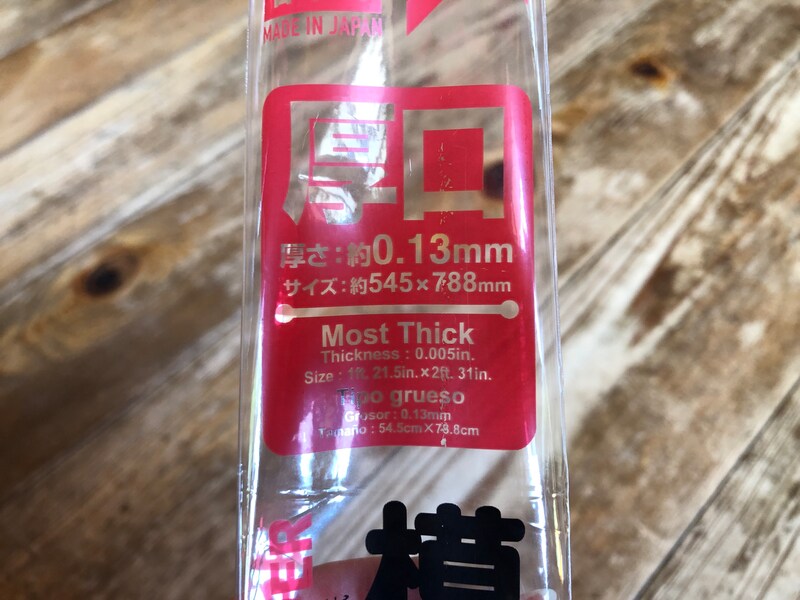 MADE IN JAPAN
厚口
厚さ：約0.13mm
サイズ：約545×788mm
Most Thick
Thickness : 0.005in.
Size : 1ft. 21.5in.×2ft. 31in.
Tipo grueso
Grosor : 0.13mm
Tamaño : 54.5cm×78.8cm
横